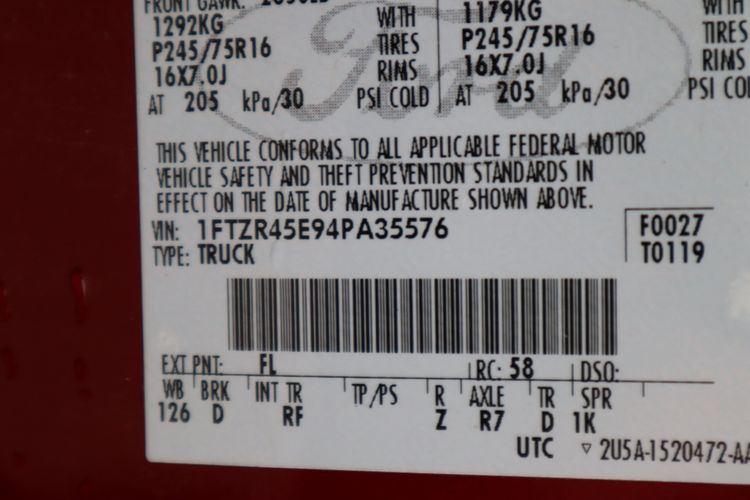 1292KG WITH 1179KG WITH
P245/75R16 TIRES P245/75R16 TIRES
16X7.0J RIMS 16X7.0J RIMS
AT 205 kPa/30 PSI COLD AT 205 kPa/30 PSI COL
Ford
THIS VEHICLE CONFORMS TO ALL APPLICABLE FEDERAL MOTOR
VEHICLE SAFETY AND THEFT PREVENTION STANDARDS IN
EFFECT ON THE DATE OF MANUFACTURE SHOWN ABOVE.
VIN: 1FTZR45E94PA35576 F0027
TYPE: TRUCK T0119
EXT PNT: FL RC: 58 DSO:
WB BRK INT TR TP/PS R AXLE TR SPR
126 D RF Z R7 D 1K
UTC ▽ 2U5A-1520472-AA